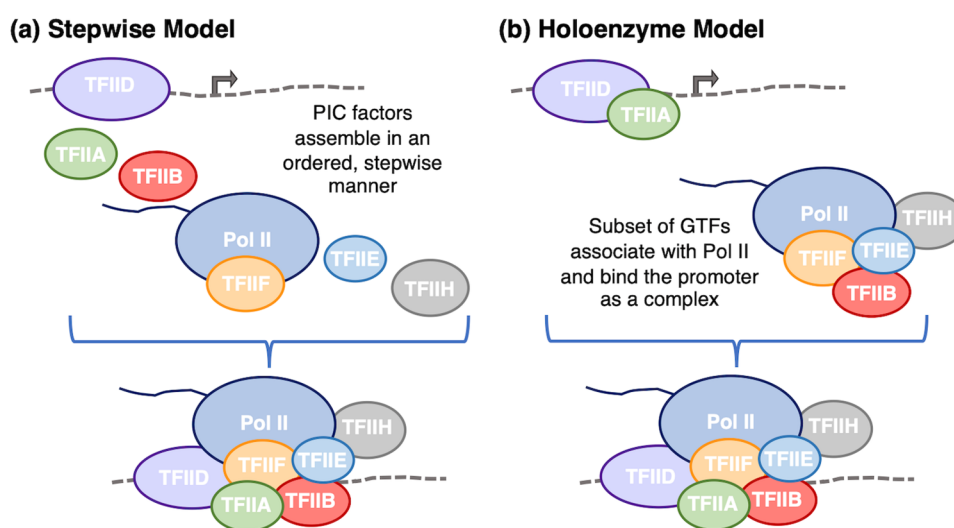 (a) Stepwise Model
TFIID
PIC factors
assemble in an
ordered, stepwise
manner
TFIIA
TFIIB
Pol II
TFIIF
TFIIE
TFIIH
Pol II
TFIIH
TFIID
TFIIF
TFIIE
TFIIA
TFIIB
(b) Holoenzyme Model
TFIID
TFIIA
Subset of GTFs
associate with Pol II
and bind the promoter
as a complex
Pol II
TFIIH
TFIIF
TFIIE
TFIIB
Pol II
TFIIH
TFIID
TFIIF
TFIIE
TFIIA
TFIIB